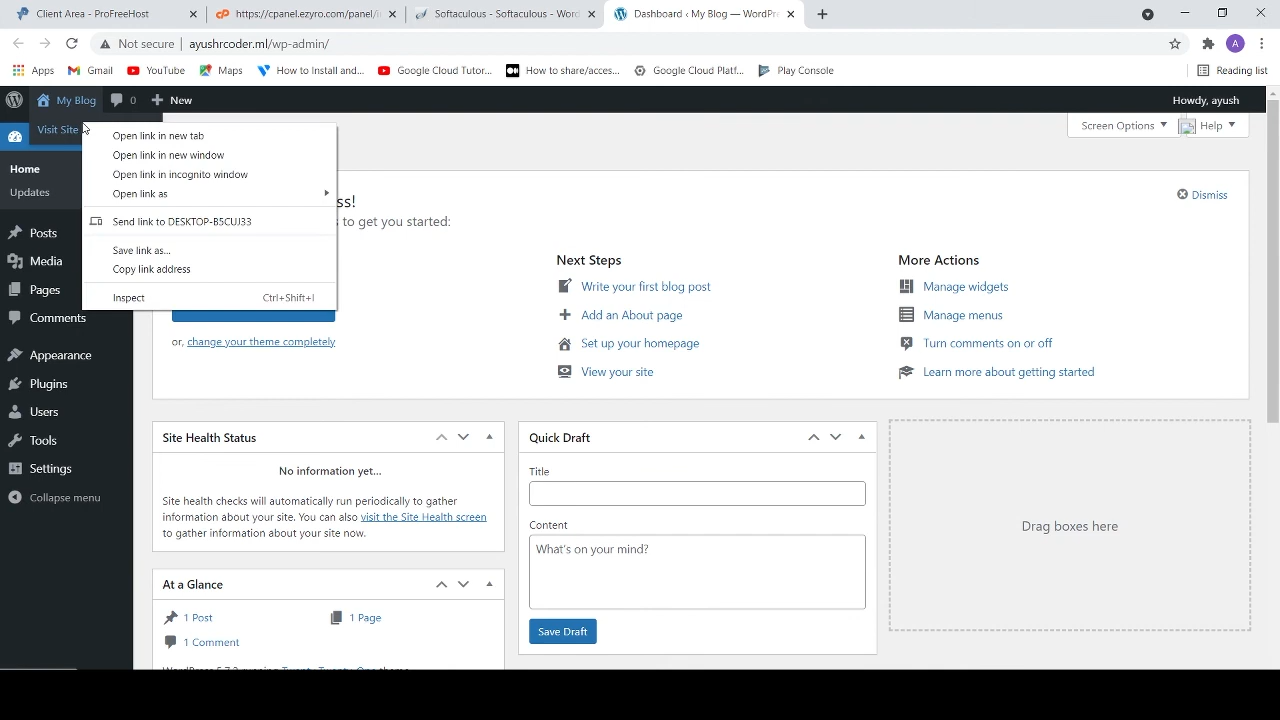 Client Area - ProFreeHost
https://cpanel.ezyro.com/panel/i
Softaculous - Softaculous - Wor
Dashboard ‹ My Blog — WordPr
Not secure | ayushrcoder.ml/wp-admin/
A
Apps
Gmail
YouTube
Maps
How to Install and...
Google Cloud Tutor...
How to share/acces...
Google Cloud Platf...
Play Console
Reading list
My Blog
0
New
Howdy, ayush
Visit Site
Screen Options
Help
Open link in new tab
Open link in new window
Open link in incognito window
Open link as
Send link to DESKTOP-B5CUJ33
Save link as...
Copy link address
Inspect Ctrl+Shift+I
Home
Updates
Posts
Media
Pages
Comments
Appearance
Plugins
Users
Tools
Settings
Collapse menu
ss!
to get you started:
Dismiss
or, change your theme completely
Next Steps
Write your first blog post
Add an About page
Set up your homepage
View your site
More Actions
Manage widgets
Manage menus
Turn comments on or off
Learn more about getting started
Site Health Status
No information yet...
Site health checks will automatically run periodically to gather
information about your site. You can also visit the Site Health screen
to gather information about your site now.
At a Glance
1 Post
1 Page
1 Comment
WordPress 5.7.2 running Twenty Twenty-One theme.
Quick Draft
Title
Content
What's on your mind?
Save Draft
Drag boxes here